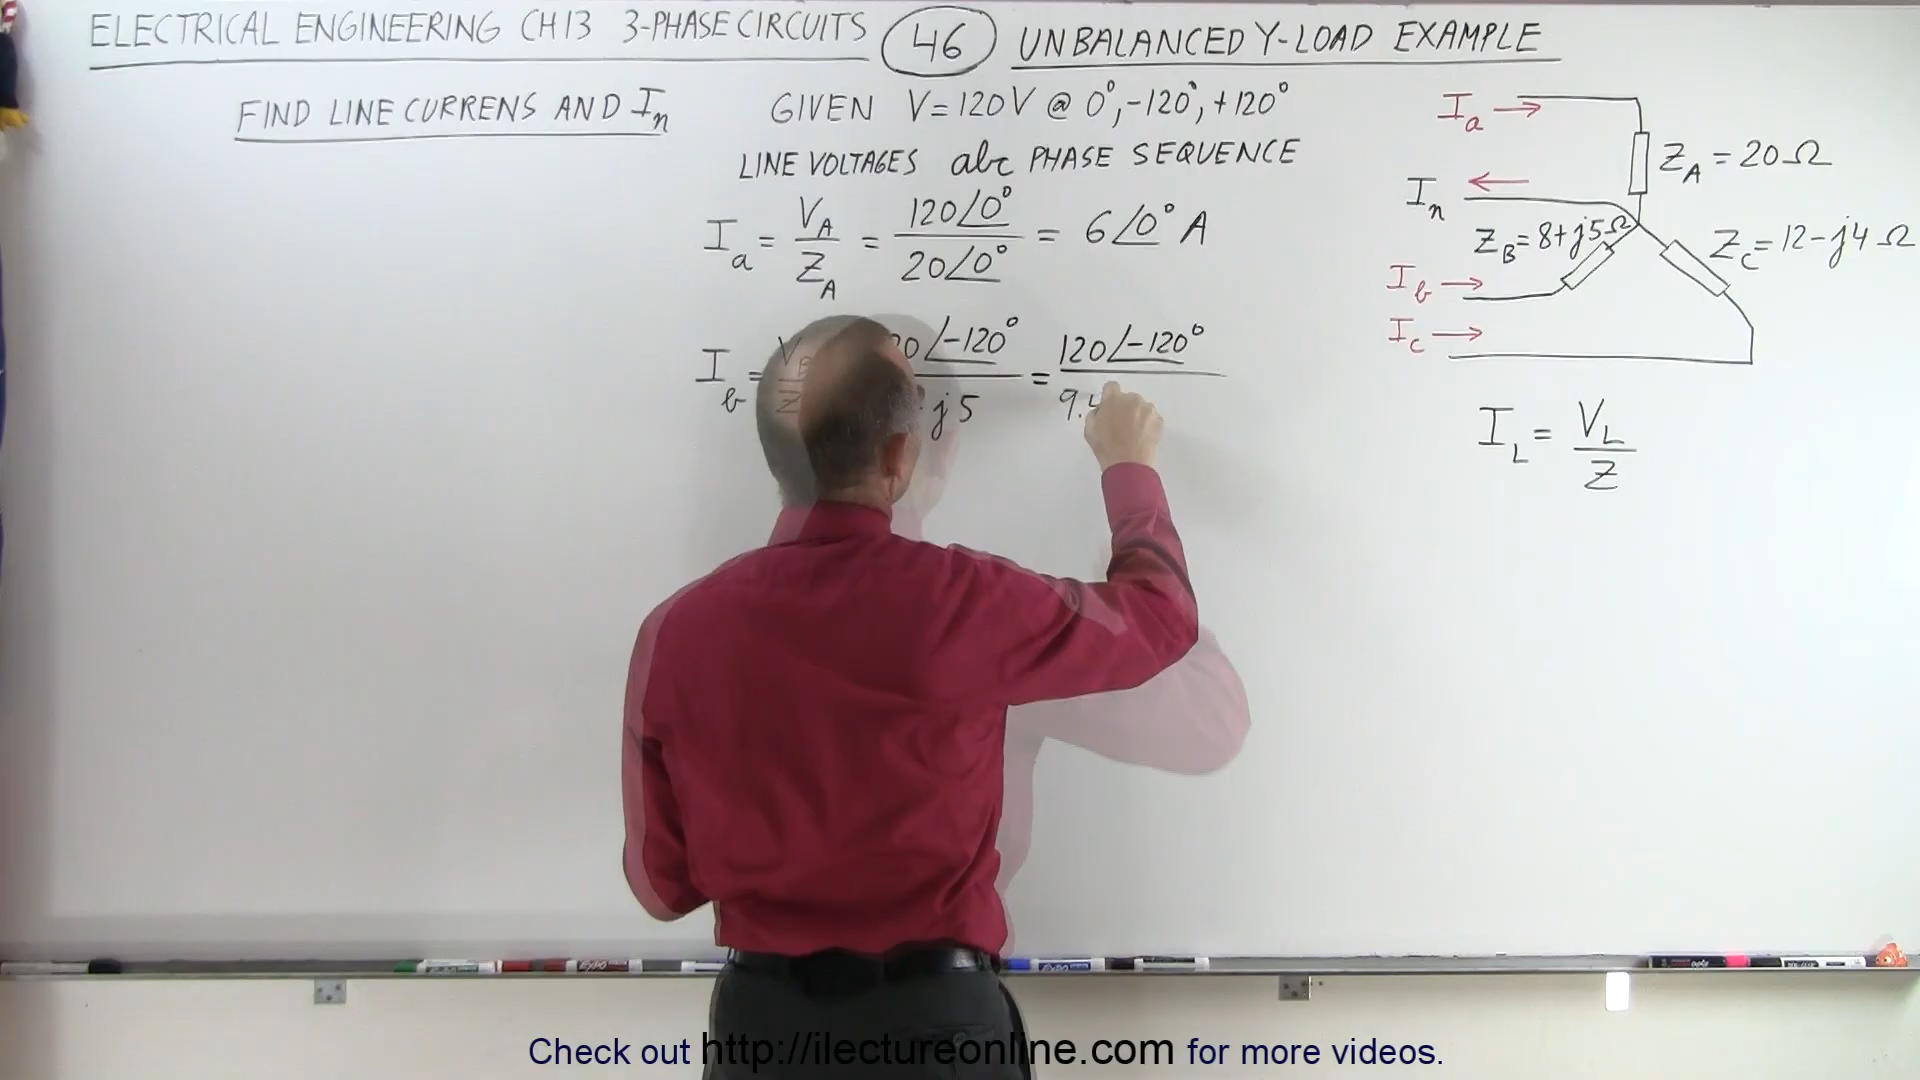 ELECTRICAL ENGINEERING CH13 3-PHASE CIRCUITS 46 UNBALANCED Y-LOAD EXAMPLE
FIND LINE CURRENS AND In
GIVEN V=120V @ 0°, -120°, +120°
LINE VOLTAGES abc PHASE SEQUENCE
Ia = VA/ZA = 120∠0°/20∠0° = 6∠0° A
Ib = ∠-120° / j5 = 120∠-120° / 9.4
Ia →
ZA = 20Ω
In ←
ZB = 8+j5Ω
ZC = 12-j4 Ω
Ib →
Ic →
IL = VL/Z
Check out http://ilectureonline.com for more videos.